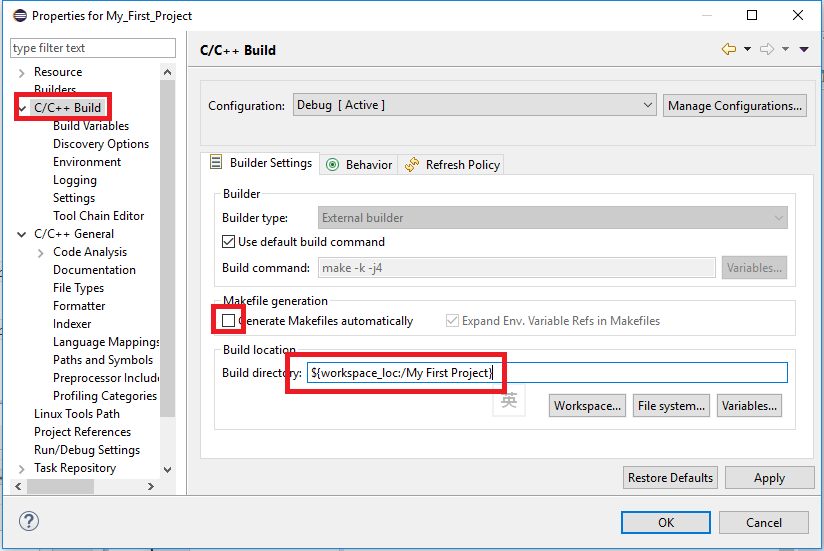 Properties for My_First_Project
type filter text
Resource
Builders
C/C++ Build
Build Variables
Discovery Options
Environment
Logging
Settings
Tool Chain Editor
C/C++ General
Code Analysis
Documentation
File Types
Formatter
Indexer
Language Mappings
Paths and Symbols
Preprocessor Include
Profiling Categories
Linux Tools Path
Project References
Run/Debug Settings
Task Repository
C/C++ Build
Configuration: Debug [ Active ] Manage Configurations...
Builder Settings Behavior Refresh Policy
Builder
Builder type: External builder
Use default build command
Build command: make -k -j4 Variables...
Makefile generation
Generate Makefiles automatically Expand Env. Variable Refs in Makefiles
Build location
Build directory: ${workspace_loc:/My First Project}
英
Workspace... File system... Variables...
Restore Defaults Apply
OK Cancel